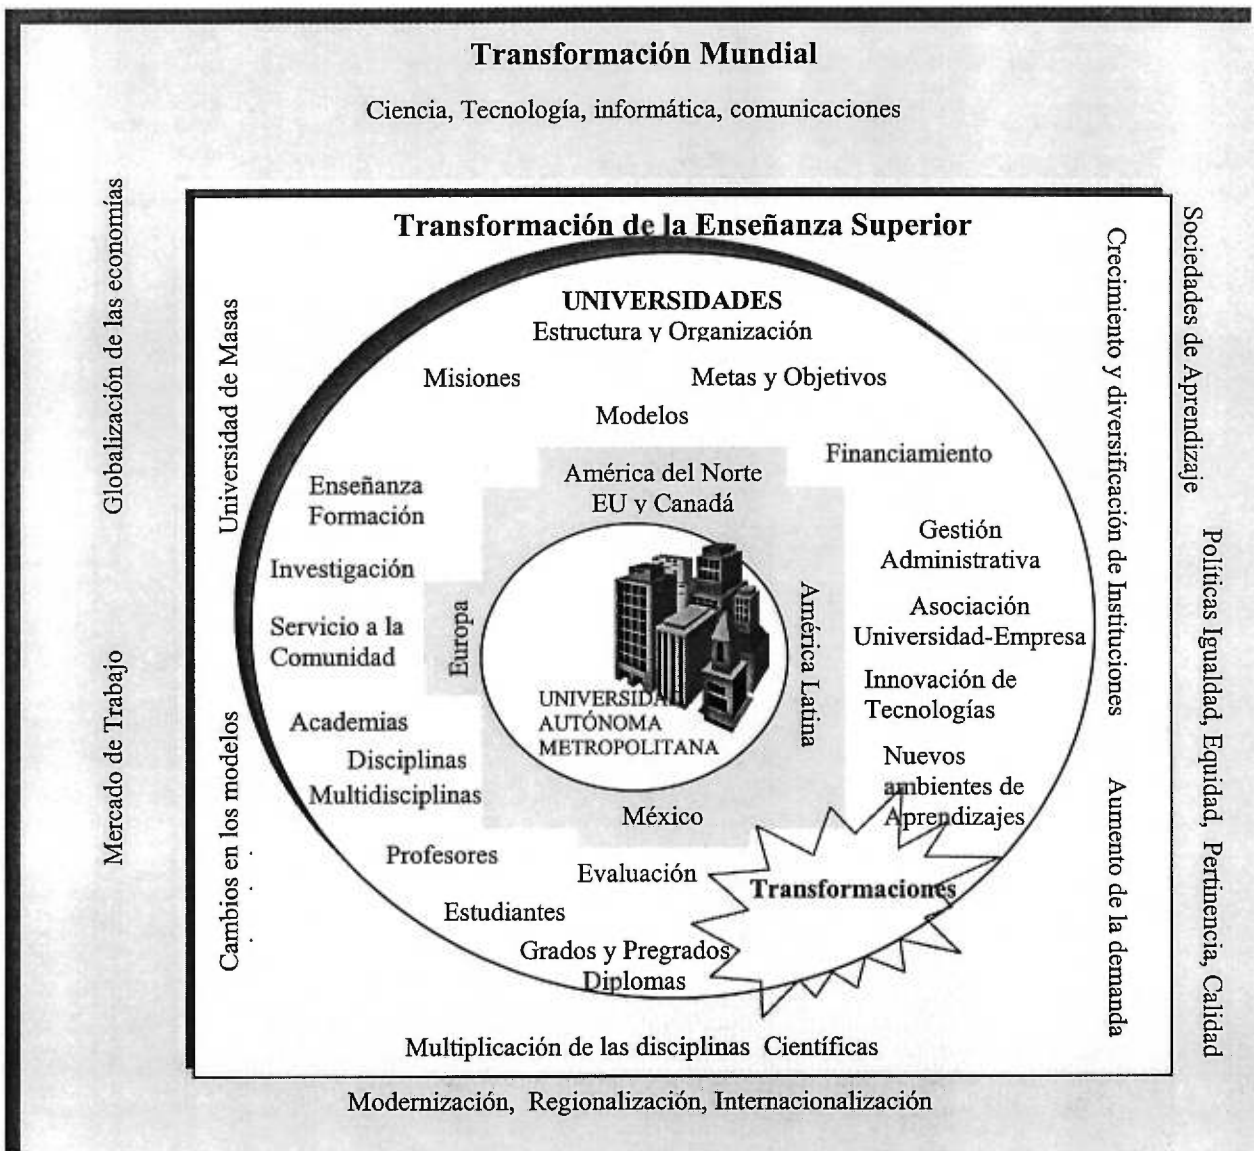 Transformación Mundial
Ciencia, Tecnología, informática, comunicaciones
Globalización de las economías
Mercado de Trabajo
Sociedades de Aprendizaje
Políticas Igualdad, Equidad, Pertinencia, Calidad
Transformación de la Enseñanza Superior
Universidad de Masas
Cambios en los modelos
Crecimiento y diversificación de Instituciones
Aumento de la demanda
UNIVERSIDADES
Estructura y Organización
Misiones
Metas y Objetivos
Modelos
Financiamiento
Enseñanza
Formación
Investigación
Servicio a la
Comunidad
Academias
Disciplinas
Multidisciplinas
Profesores
Estudiantes
Evaluación
Grados y Pregrados
Diplomas
Gestión
Administrativa
Asociación
Universidad-Empresa
Innovación de
Tecnologías
Nuevos
ambientes de
Aprendizajes
Transformaciones
América del Norte
EU y Canadá
Europa
América Latina
México
UNIVERSIDAD
AUTÓNOMA
METROPOLITANA
Multiplicación de las disciplinas Científicas
Modernización, Regionalización, Internacionalización